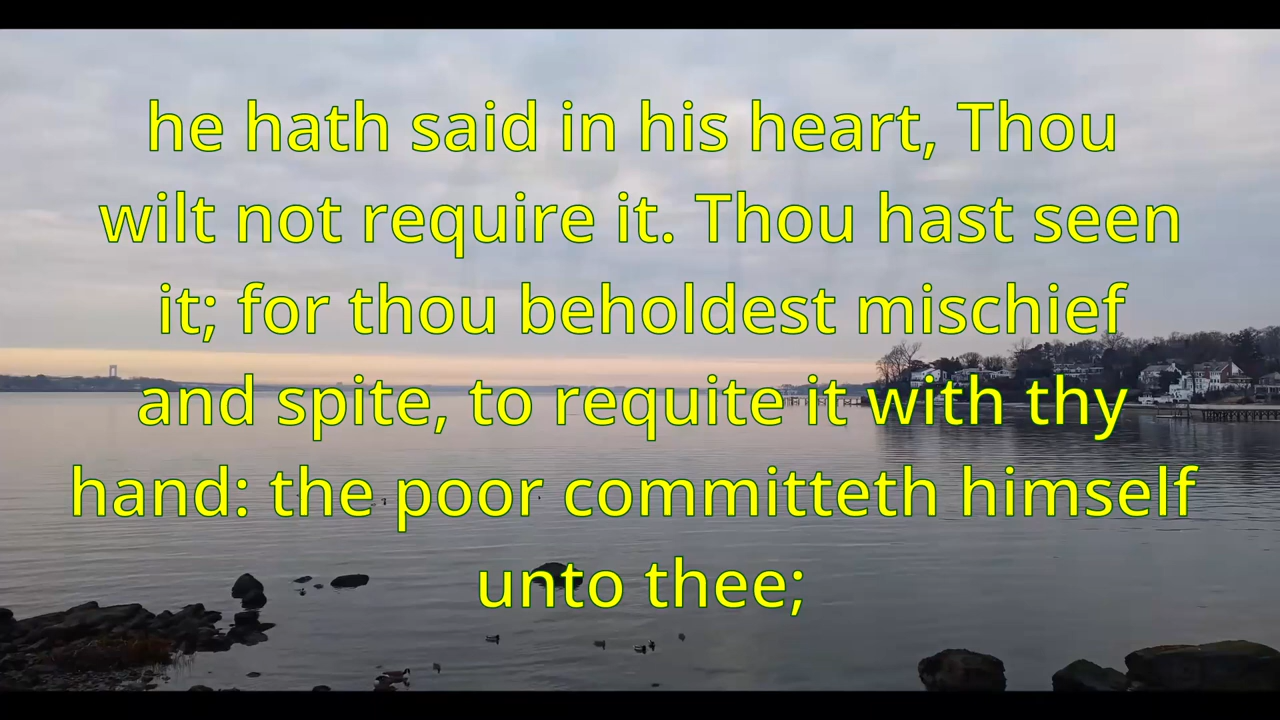 he hath said in his heart, Thou
wilt not require it. Thou hast seen
it; for thou beholdest mischief
and spite, to requite it with thy
hand: the poor committeth himself
unto thee;